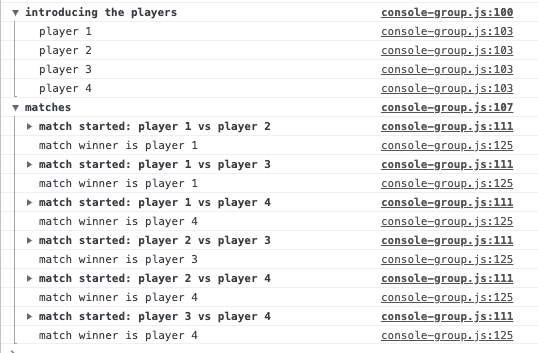 introducing the players console-group.js:100
player 1 console-group.js:103
player 2 console-group.js:103
player 3 console-group.js:103
player 4 console-group.js:103
matches console-group.js:107
match started: player 1 vs player 2 console-group.js:111
match winner is player 1 console-group.js:125
match started: player 1 vs player 3 console-group.js:111
match winner is player 1 console-group.js:125
match started: player 1 vs player 4 console-group.js:111
match winner is player 4 console-group.js:125
match started: player 2 vs player 3 console-group.js:111
match winner is player 3 console-group.js:125
match started: player 2 vs player 4 console-group.js:111
match winner is player 4 console-group.js:125
match started: player 3 vs player 4 console-group.js:111
match winner is player 4 console-group.js:125